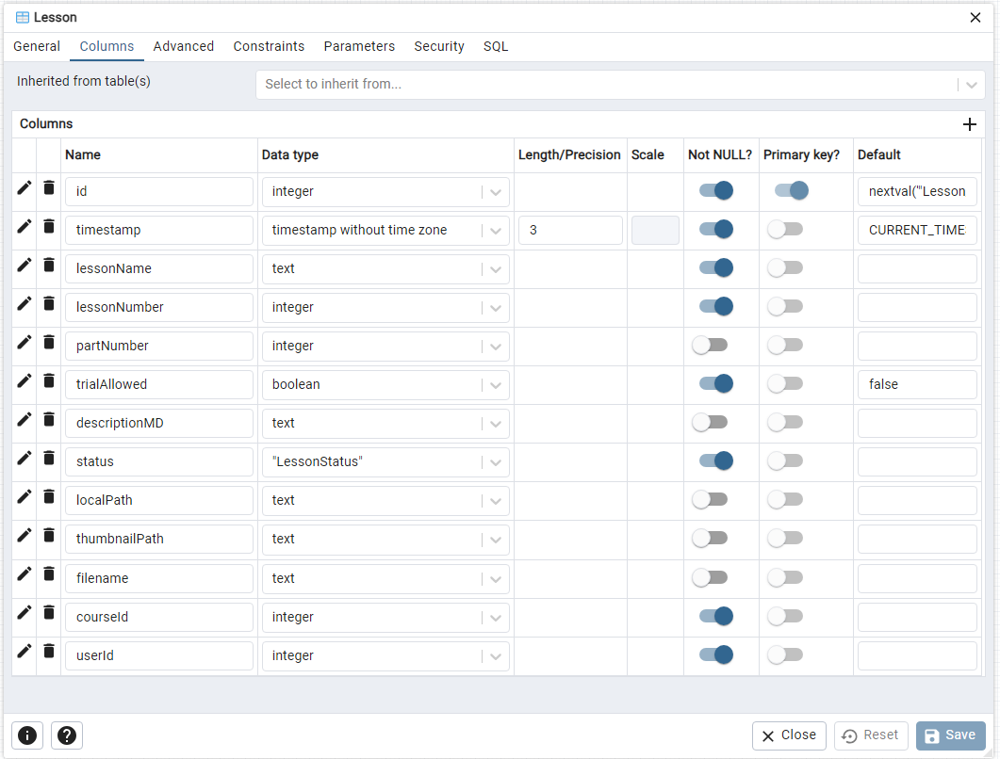 Lesson
General Columns Advanced Constraints Parameters Security SQL
Inherited from table(s) Select to inherit from...
Columns
Name Data type Length/Precision Scale Not NULL? Primary key? Default
id integer nextval('"Lesson
timestamp timestamp without time zone 3 CURRENT_TIME
lessonName text
lessonNumber integer
partNumber integer
trialAllowed boolean false
descriptionMD text
status "LessonStatus"
localPath text
thumbnailPath text
filename text
courseId integer
userId integer
Close Reset Save